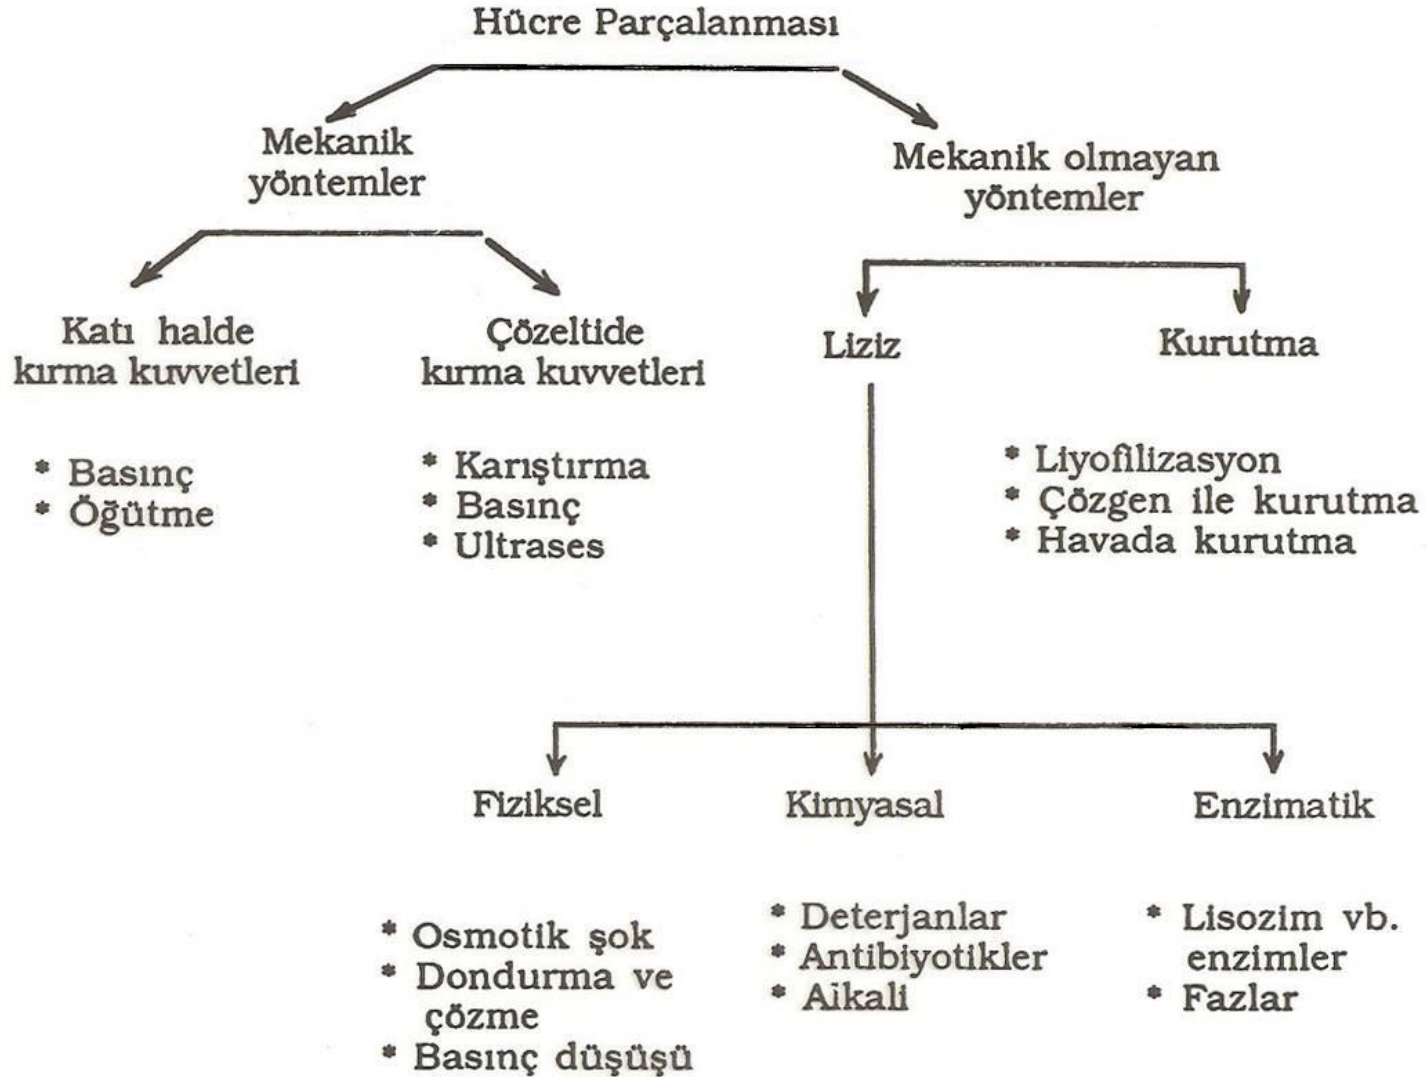 Hücre Parçalanması
Mekanik
yöntemler
Mekanik olmayan
yöntemler
Katı halde
kırma kuvvetleri
Çözeltide
kırma kuvvetleri
Liziz
Kurutma
* Basınç
* Öğütme
* Karıştırma
* Basınç
* Ultrases
* Liyofilizasyon
* Çözgen ile kurutma
* Havada kurutma
Fiziksel
Kimyasal
Enzimatik
* Osmotik şok
* Dondurma ve
çözme
* Basınç düşüşü
* Deterjanlar
* Antibiyotikler
* Aikali
* Lisozim vb.
enzimler
* Fazlar